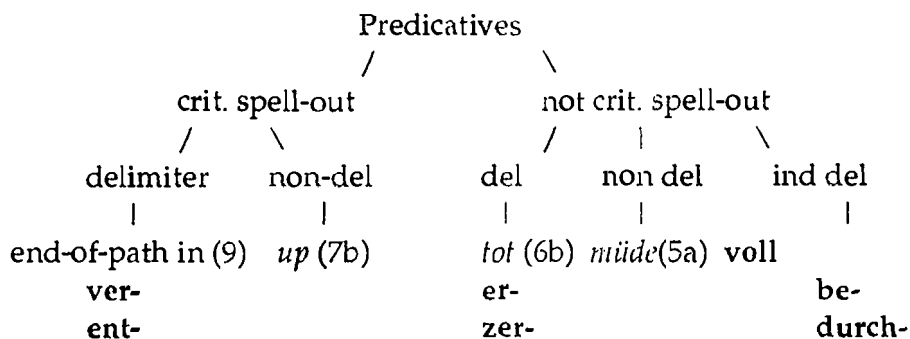 Predicatives
crit. spell-out not crit. spell-out
delimiter non-del del non del ind del
end-of-path in (9) up (7b) tot (6b) müde(5a) voll
ver- er- be-
ent- zer- durch-